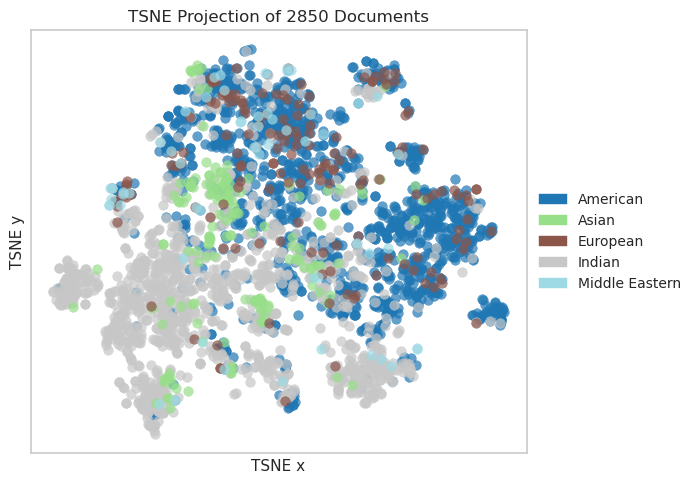 TSNE Projection of 2850 Documents
TSNE y
American
Asian
European
Indian
Middle Eastern
TSNE x